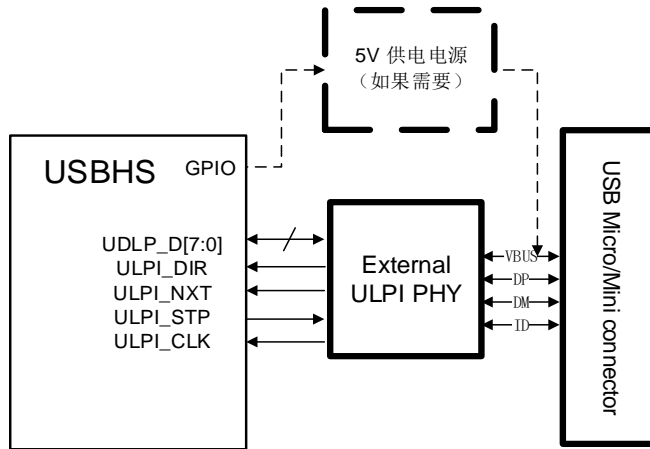 5V 供电电源
（如果需要）
USBHS
GPIO
UDLP_D[7:0]
ULPI_DIR
ULPI_NXT
ULPI_STP
ULPI_CLK
External
ULPI PHY
VBUS
DP
DM
ID
USB Micro/Mini connector